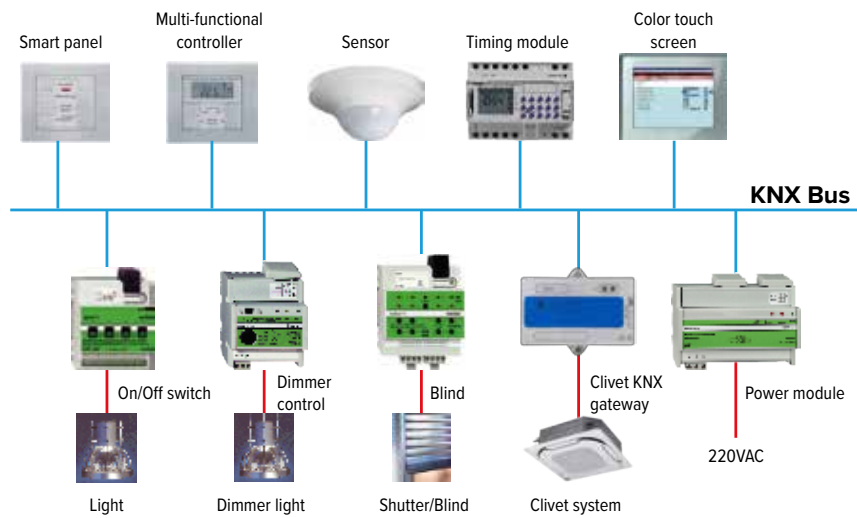 Smart panel
Multi-functional
controller
Sensor
Timing module
Color touch
screen
KNX Bus
On/Off switch
Dimmer
control
Blind
Clivet KNX
gateway
Power module
220VAC
Light
Dimmer light
Shutter/Blind
Clivet system